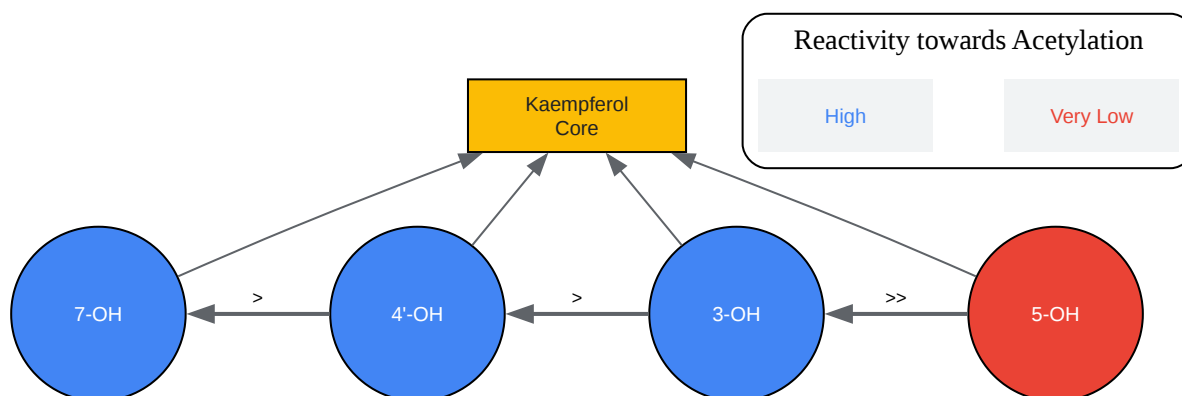 Reactivity towards Acetylation
High
Very Low
Kaempferol
Core
7-OH
>
4'-OH
>
3-OH
>>
5-OH